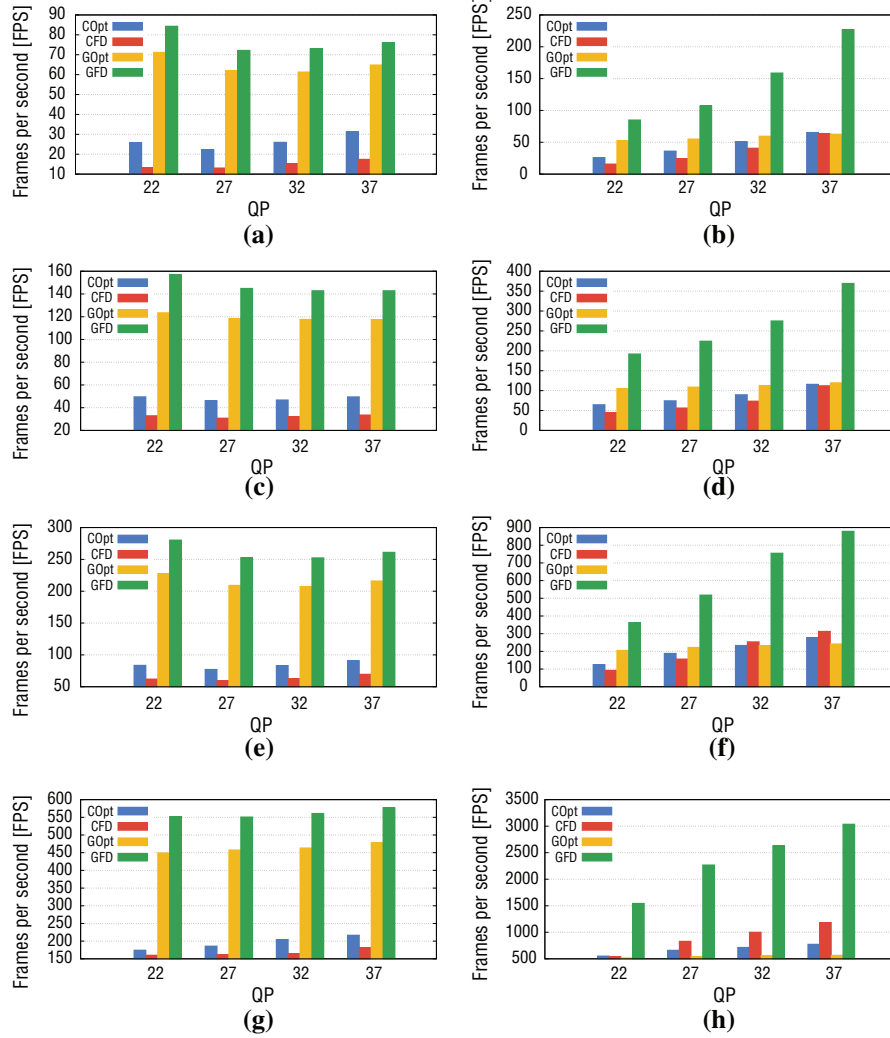 Frames per second [FPS]
90
80
70
60
50
40
30
20
10
COpt
CFD
GOpt
GFD
22 27 32 37
QP
(a)
Frames per second [FPS]
250
200
150
100
50
0
COpt
CFD
GOpt
GFD
22 27 32 37
QP
(b)
Frames per second [FPS]
160
140
120
100
80
60
40
20
COpt
CFD
GOpt
GFD
22 27 32 37
QP
(c)
Frames per second [FPS]
400
350
300
250
200
150
100
50
0
COpt
CFD
GOpt
GFD
22 27 32 37
QP
(d)
Frames per second [FPS]
300
250
200
150
100
50
COpt
CFD
GOpt
GFD
22 27 32 37
QP
(e)
Frames per second [FPS]
900
800
700
600
500
400
300
200
100
0
COpt
CFD
GOpt
GFD
22 27 32 37
QP
(f)
Frames per second [FPS]
600
550
500
450
400
350
300
250
200
150
COpt
CFD
GOpt
GFD
22 27 32 37
QP
(g)
Frames per second [FPS]
3500
3000
2500
2000
1500
1000
500
COpt
CFD
GOpt
GFD
22 27 32 37
QP
(h)